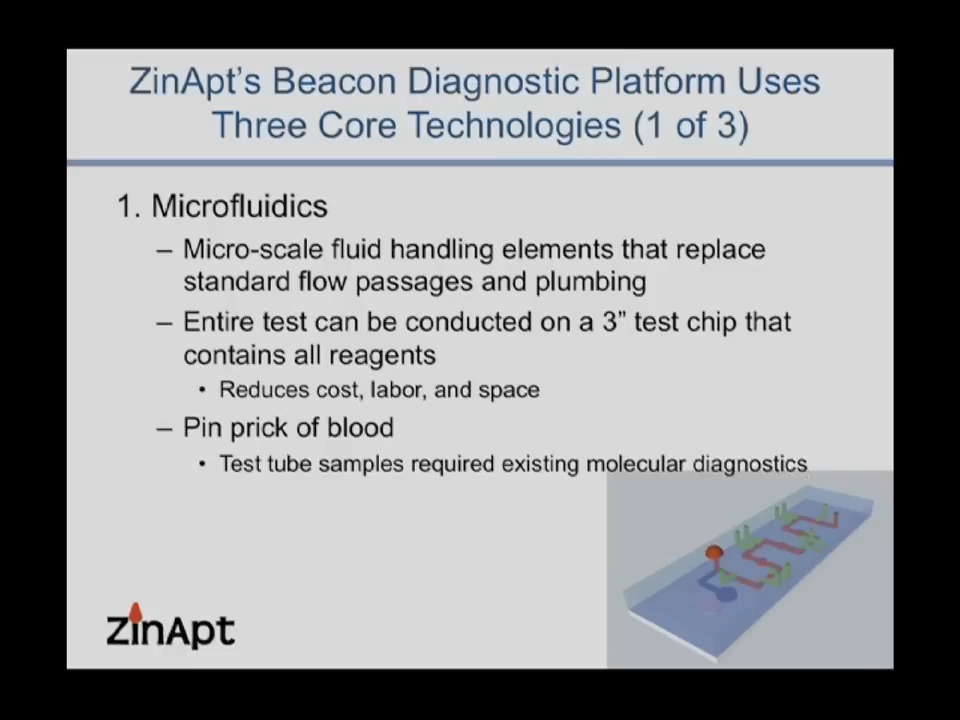 ZinApt's Beacon Diagnostic Platform Uses
Three Core Technologies (1 of 3)
1. Microfluidics
– Micro-scale fluid handling elements that replace
standard flow passages and plumbing
– Entire test can be conducted on a 3” test chip that
contains all reagents
• Reduces cost, labor, and space
– Pin prick of blood
• Test tube samples required existing molecular diagnostics
ZinApt